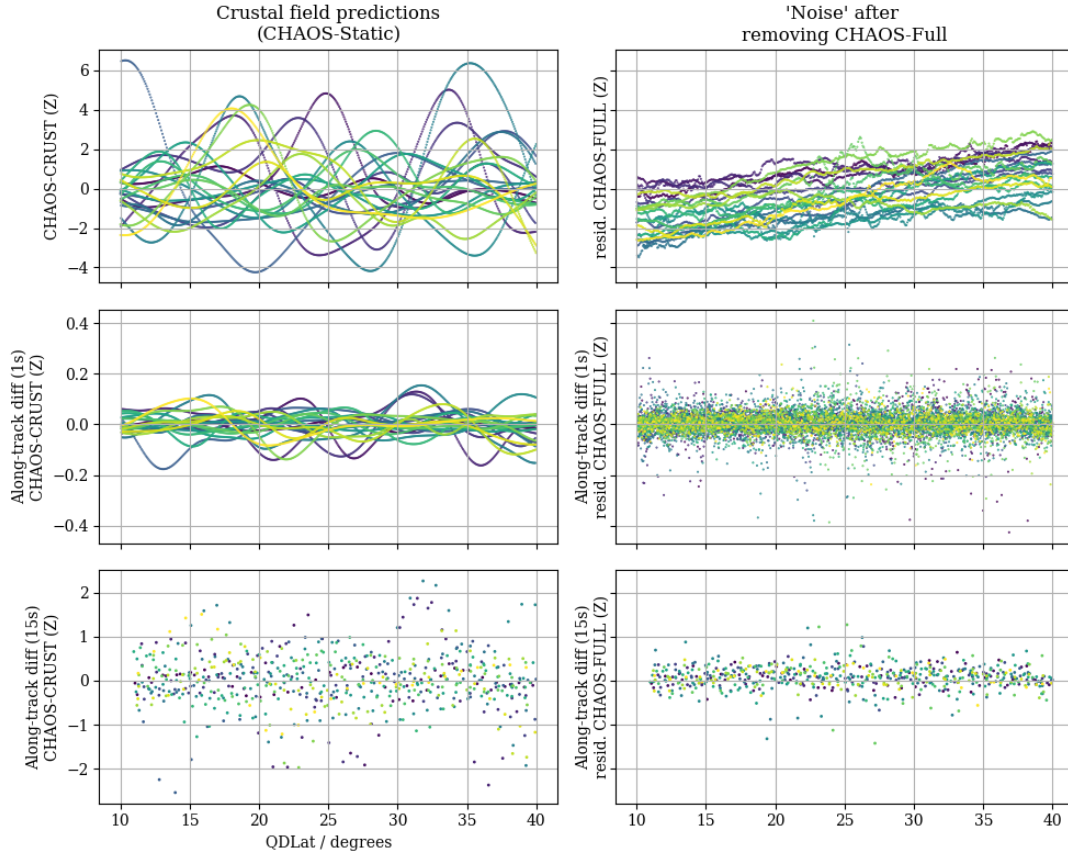 Crustal field predictions
(CHAOS-Static)
'Noise' after
removing CHAOS-Full
CHAOS-CRUST (Z)
6
4
2
0
−2
−4
resid. CHAOS-FULL (Z)
Along-track diff (1s)
CHAOS-CRUST (Z)
0.4
0.2
0.0
−0.2
−0.4
Along-track diff (1s)
resid. CHAOS-FULL (Z)
Along-track diff (15s)
CHAOS-CRUST (Z)
2
1
0
−1
−2
10 15 20 25 30 35 40
QDLat / degrees
Along-track diff (15s)
resid. CHAOS-FULL (Z)
10 15 20 25 30 35 40